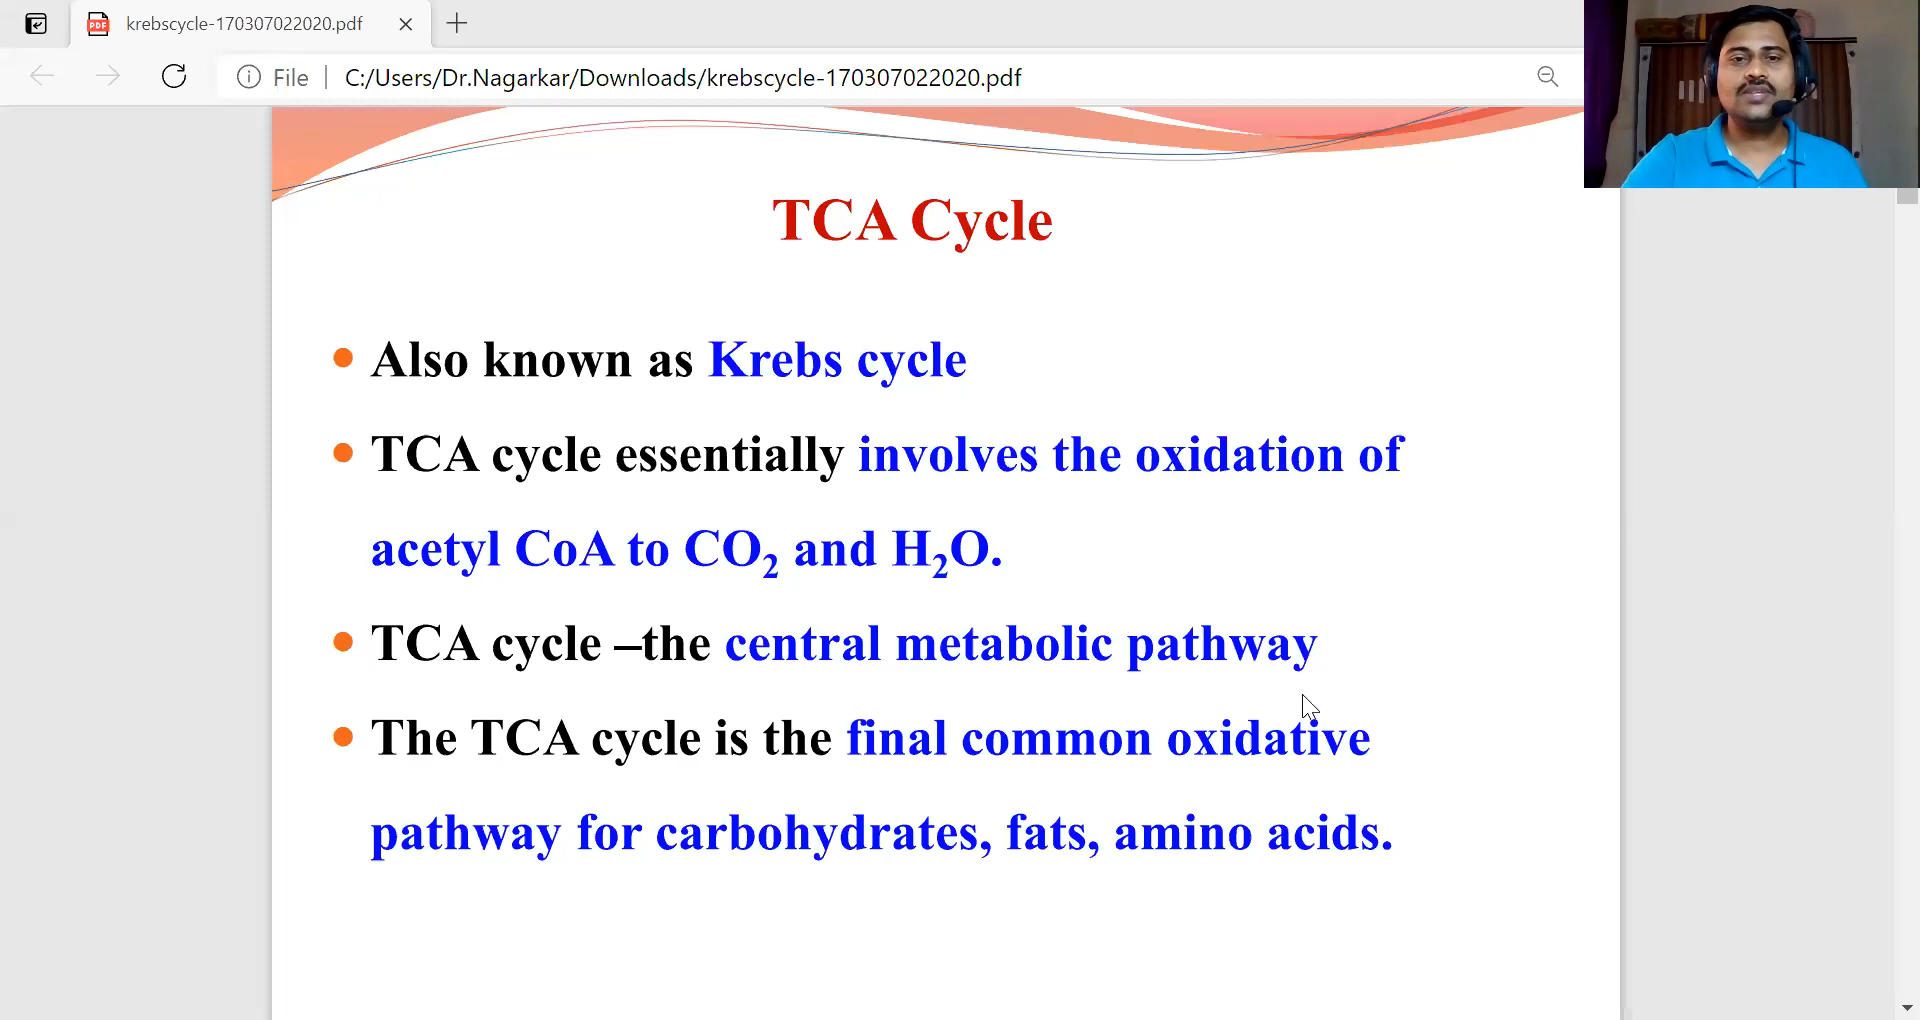 krebscycle-170307022020.pdf
File | C:/Users/Dr.Nagarkar/Downloads/krebscycle-170307022020.pdf
TCA Cycle
• Also known as Krebs cycle
• TCA cycle essentially involves the oxidation of
acetyl CoA to CO₂ and H₂O.
• TCA cycle –the central metabolic pathway
• The TCA cycle is the final common oxidative
pathway for carbohydrates, fats, amino acids.